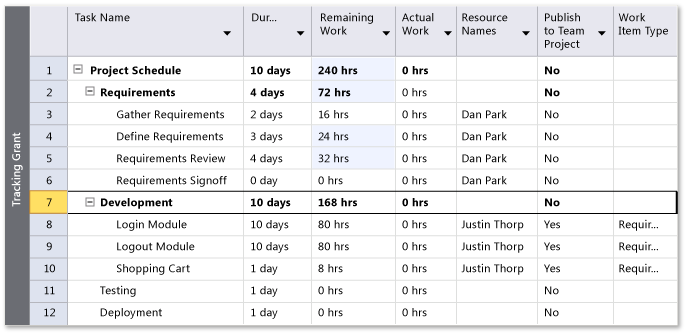 Task Name Dur... Remaining Work Actual Work Resource Names Publish to Team Project Work Item Type
1 Project Schedule 10 days 240 hrs 0 hrs No
2 Requirements 4 days 72 hrs 0 hrs No
3 Gather Requirements 2 days 16 hrs 0 hrs Dan Park No
4 Define Requirements 3 days 24 hrs 0 hrs Dan Park No
5 Requirements Review 4 days 32 hrs 0 hrs Dan Park No
6 Requirements Signoff 0 day 0 hrs 0 hrs Dan Park No
7 Development 10 days 168 hrs 0 hrs No
8 Login Module 10 days 80 hrs 0 hrs Justin Thorp Yes Requir...
9 Logout Module 10 days 80 hrs 0 hrs Justin Thorp Yes Requir...
10 Shopping Cart 1 day 8 hrs 0 hrs Justin Thorp Yes Requir...
11 Testing 1 day 0 hrs 0 hrs No
12 Deployment 1 day 0 hrs 0 hrs No
Tracking Grant